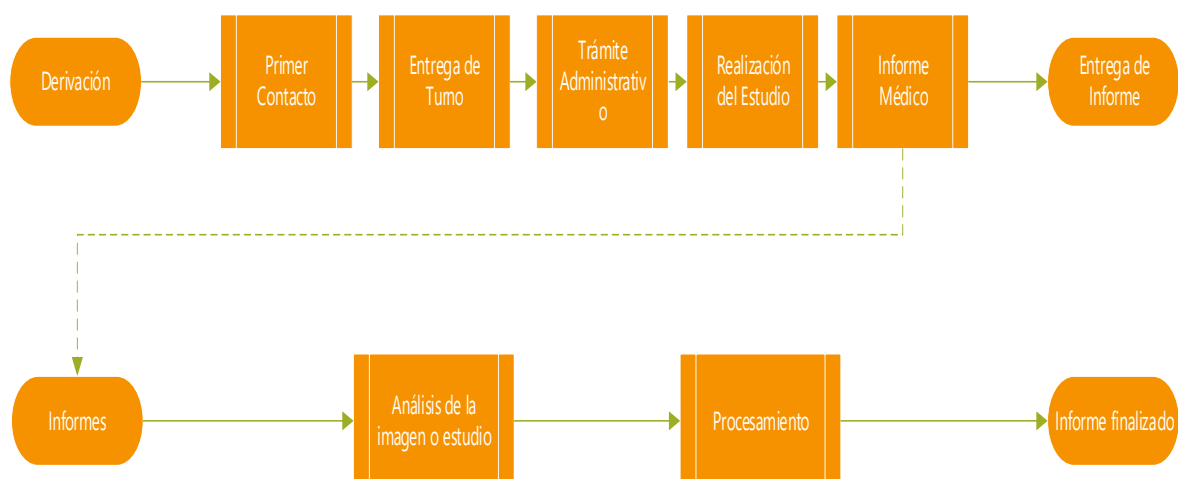 Derivación
Primer
Contacto
Entrega de
Turno
Trámite
Administrativ
o
Realización
del Estudio
Informe
Médico
Entrega de
Informe
Informes
Análisis de la
imagen o estudio
Procesamiento
Informe finalizado